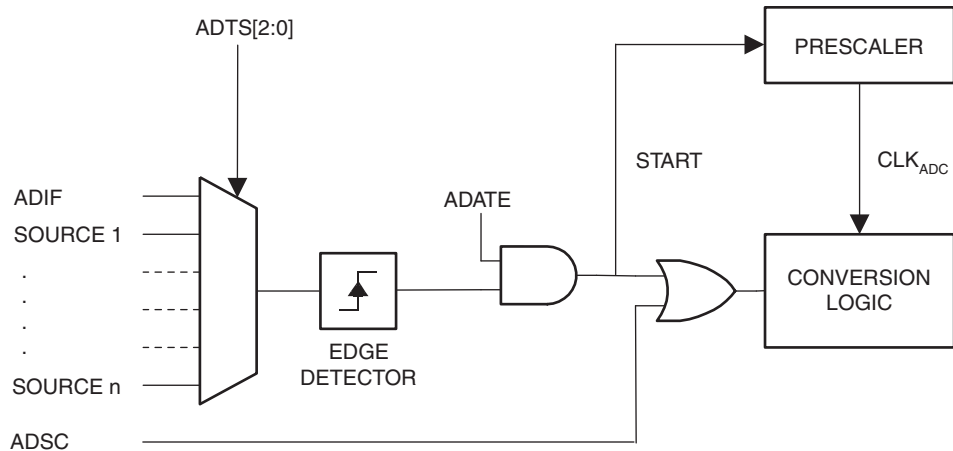 ADTS[2:0]
PRESCALER
START
CLKADC
ADIF
ADATE
SOURCE 1
.
.
.
.
CONVERSION
LOGIC
EDGE
DETECTOR
SOURCE n
ADSC